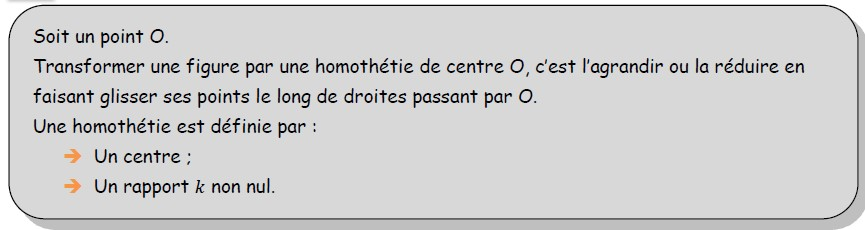 Soit un point O.
Transformer une figure par une homothétie de centre O, c'est l'agrandir ou la réduire en
faisant glisser ses points le long de droites passant par O.
Une homothétie est définie par :
➔ Un centre ;
➔ Un rapport k non nul.